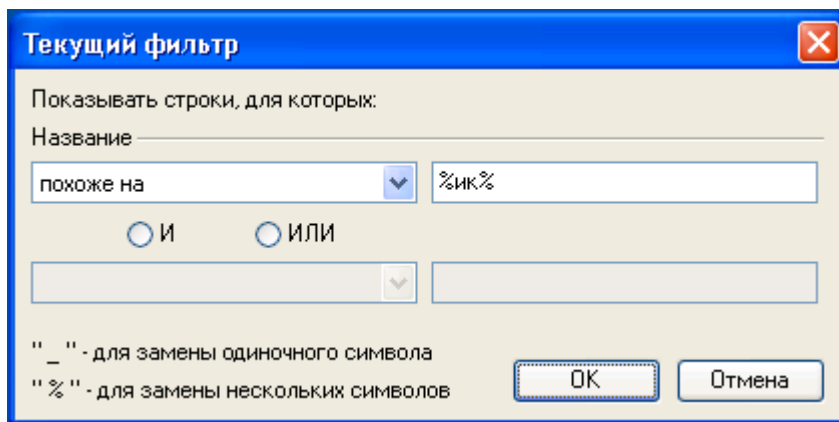 Текущий фильтр
Показывать строки, для которых:
Название
похоже на %ик%
И ИЛИ
" _ " - для замены одиночного символа
" % " - для замены нескольких символов
OK Отмена